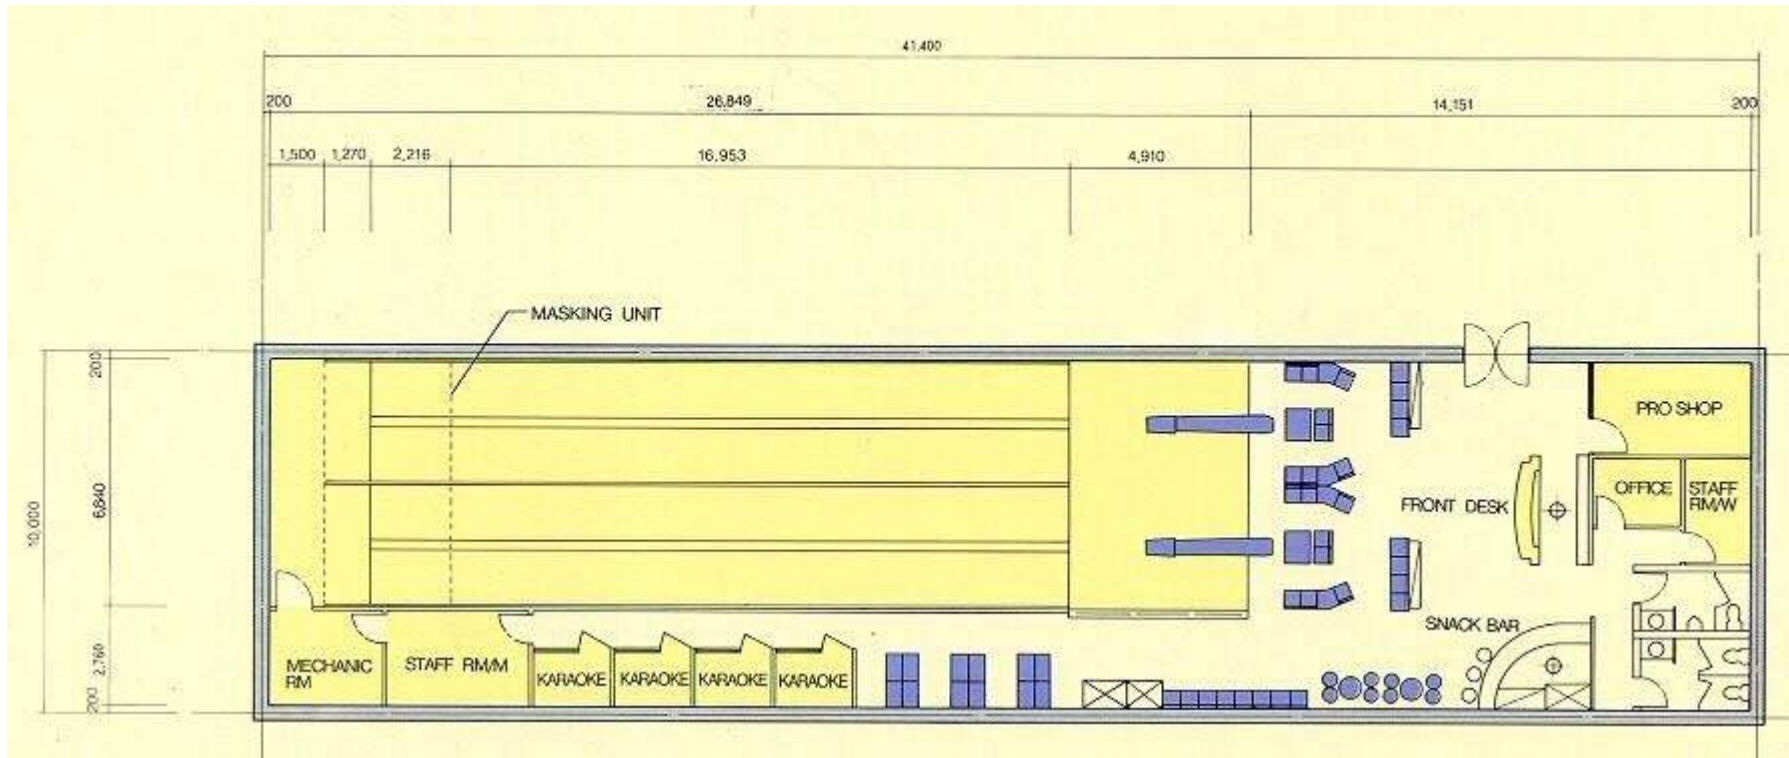 41,400
200
26,849
14,151
200
1,500
1,270
2,216
16,953
4,910
MASKING UNIT
200
6,840
10,000
2,760
200
PRO SHOP
OFFICE
STAFF
RM/W
FRONT DESK
SNACK BAR
MECHANIC
RM
STAFF RM/M
KARAOKE
KARAOKE
KARAOKE
KARAOKE